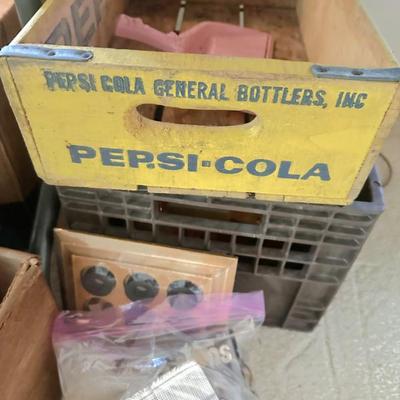 PEPSI COLA GENERAL BOTTLERS, INC
PEPSI-COLA